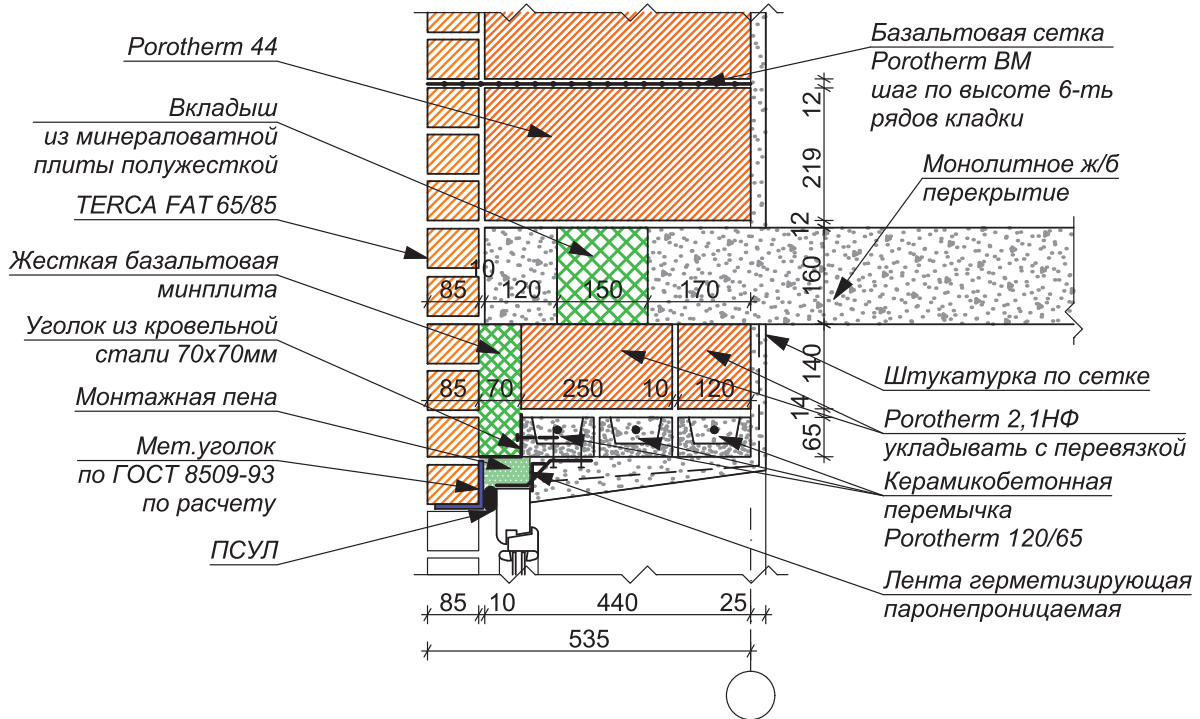 Porotherm 44
Вкладыш
из минераловатной
плиты полужесткой
TERCA FAT 65/85
Жесткая базальтовая
минплита
Уголок из кровельной
стали 70х70мм
Монтажная пена
Мет.уголок
по ГОСТ 8509-93
по расчету
ПСУЛ
Базальтовая сетка
Porotherm BM
шаг по высоте 6-ть
рядов кладки
Монолитное ж/б
перекрытие
Штукатурка по сетке
Porotherm 2,1НФ
укладывать с перевязкой
Керамикобетонная
перемычка
Porotherm 120/65
Лента герметизирующая
паронепроницаемая
12
219
12
160
140
14
65
10
85 120 150 170
85 70 250 10 120
85 10 440 25
535